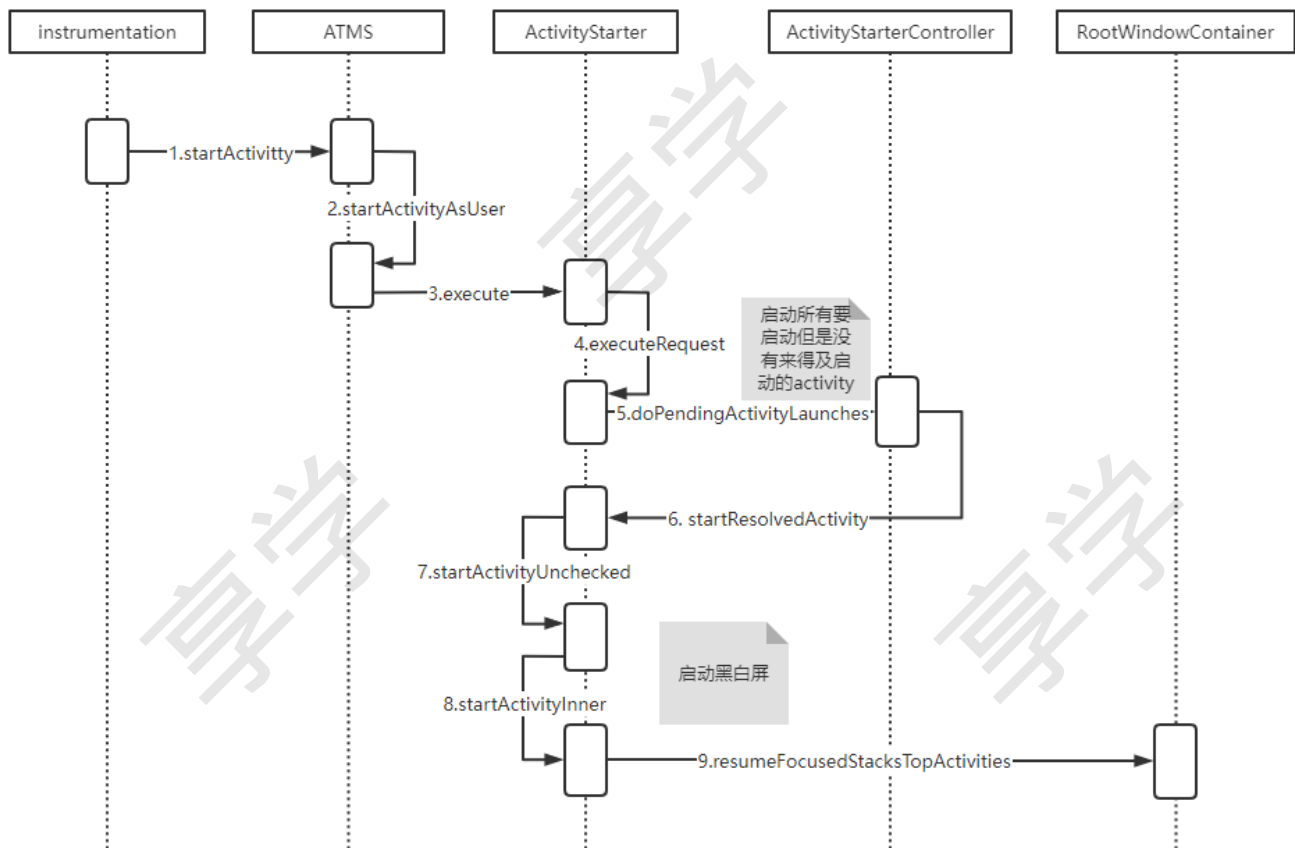 instrumentation
ATMS
ActivityStarter
ActivityStarterController
RootWindowContainer
1.startActivitty
2.startActivityAsUser
3.execute
启动所有要
启动但是没
有来得及启
动的activity
4.executeRequest
5.doPendingActivityLaunches
6. startResolvedActivity
7.startActivityUnchecked
启动黑白屏
8.startActivityInner
9.resumeFocusedStacksTopActivities
享学
享学
享学